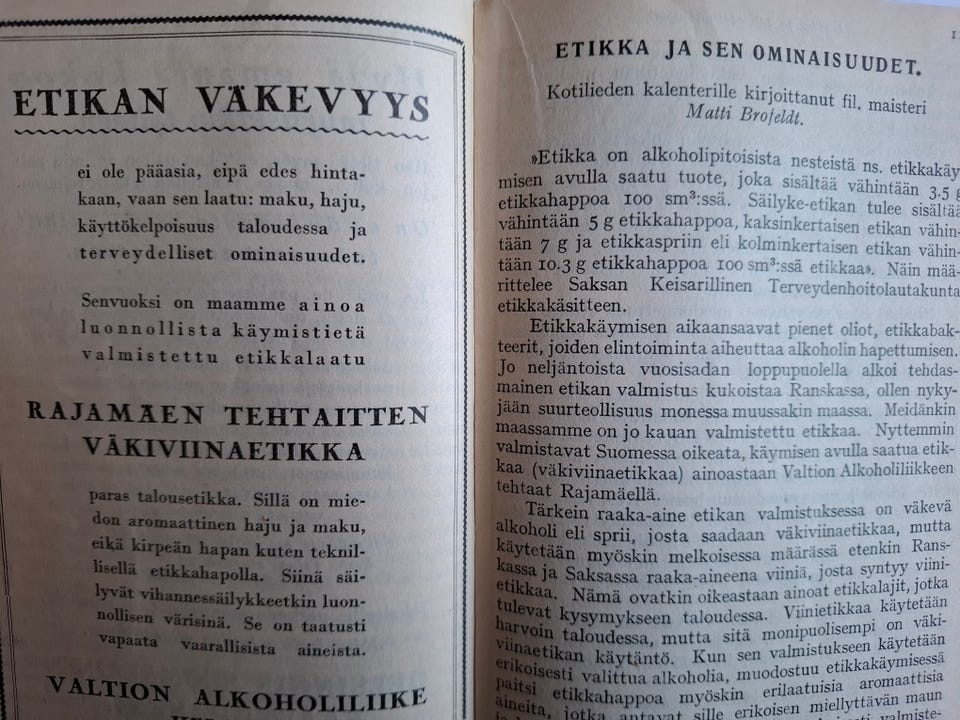 ETIKAN VÄKEVYYS
ei ole pääasia, eipä edes hinta-
kaan, vaan sen laatu: maku, haju,
käyttökelpoisuus taloudessa ja
terveydelliset ominaisuudet.
Senvuoksi on maamme ainoa
luonnollista käymistietä
valmistettu etikkalaatu
RAJAMÄEN TEHTAITTEN
VÄKIVIINAETIKKA
paras talousetikka. Sillä on mie-
don aromaattinen haju ja maku,
eikä kirpeän hapan kuten teknil-
lisellä etikkahapolla. Siinä säi-
lyvät vihannessäilykkeetkin luon-
nollisen värisinä. Se on taatusti
vapaata vaarallisista aineista.
VALTION ALKOHOLILIIKE
ETIKKA JA SEN OMINAISUUDET.
Kotilieden kalenterille kirjoittanut fil. maisteri
Matti Brofeldt.
»Etikka on alkoholipitoisista nesteistä ns. etikkakäy-
misen avulla saatu tuote, joka sisältää vähintään 3.5 g
etikkahappoa 100 sm³:ssä. Säilyke-etikan tulee sisältää
vähintään 5 g etikkahappoa, kaksinkertaisen etikan vähin-
tään 7 g ja etikkaspriin eli kolminkertaisen etikan vähin-
tään 10.3 g etikkahappoa 100 sm³:ssä etikkaa». Näin mää-
rittelee Saksan Keisarillinen Terveydenhoitolautakunta
etikkakäsitteen.
Etikkakäymisen aikaansaavat pienet oliot, etikkabak-
teerit, joiden elintoiminta aiheuttaa alkoholin hapettumisen.
Jo neljäntoista vuosisadan loppupuolella alkoi tehdas-
mainen etikan valmistus kukoistaa Ranskassa, ollen nyky-
jään suurteollisuus monessa muussakin maassa. Meidänkin
maassamme on jo kauan valmistettu etikkaa. Nyttemmin
valmistavat Suomessa oikeata, käymisen avulla saatua etik-
kaa (väkiviinaetikkaa) ainoastaan Valtion Alkoholiliikkeen
tehtaat Rajamäellä.
Tärkein raaka-aine etikan valmistuksessa on väkevä
alkoholi eli sprii, josta saadaan väkiviinaetikkaa, mutta
käytetään myöskin melkoisessa määrässä etenkin Rans-
kassa ja Saksassa raaka-aineena viiniä, josta syntyy viini-
etikkaa. Nämä ovatkin oikeastaan ainoat etikkalajit, jotka
tulevat kysymykseen taloudessa. Viinietikkaa käytetään
harvoin taloudessa, mutta sitä monipuolisempi on väki-
viinaetikan käytäntö. Kun sen valmistukseen käytetään
erikoisesti valittua alkoholia, muodostuu etikkakäymisessä
paitsi etikkahappoa myöskin erilaatuisia aromaattisia
aineita, jotka antavat sille erikoisen miellyttävän maun